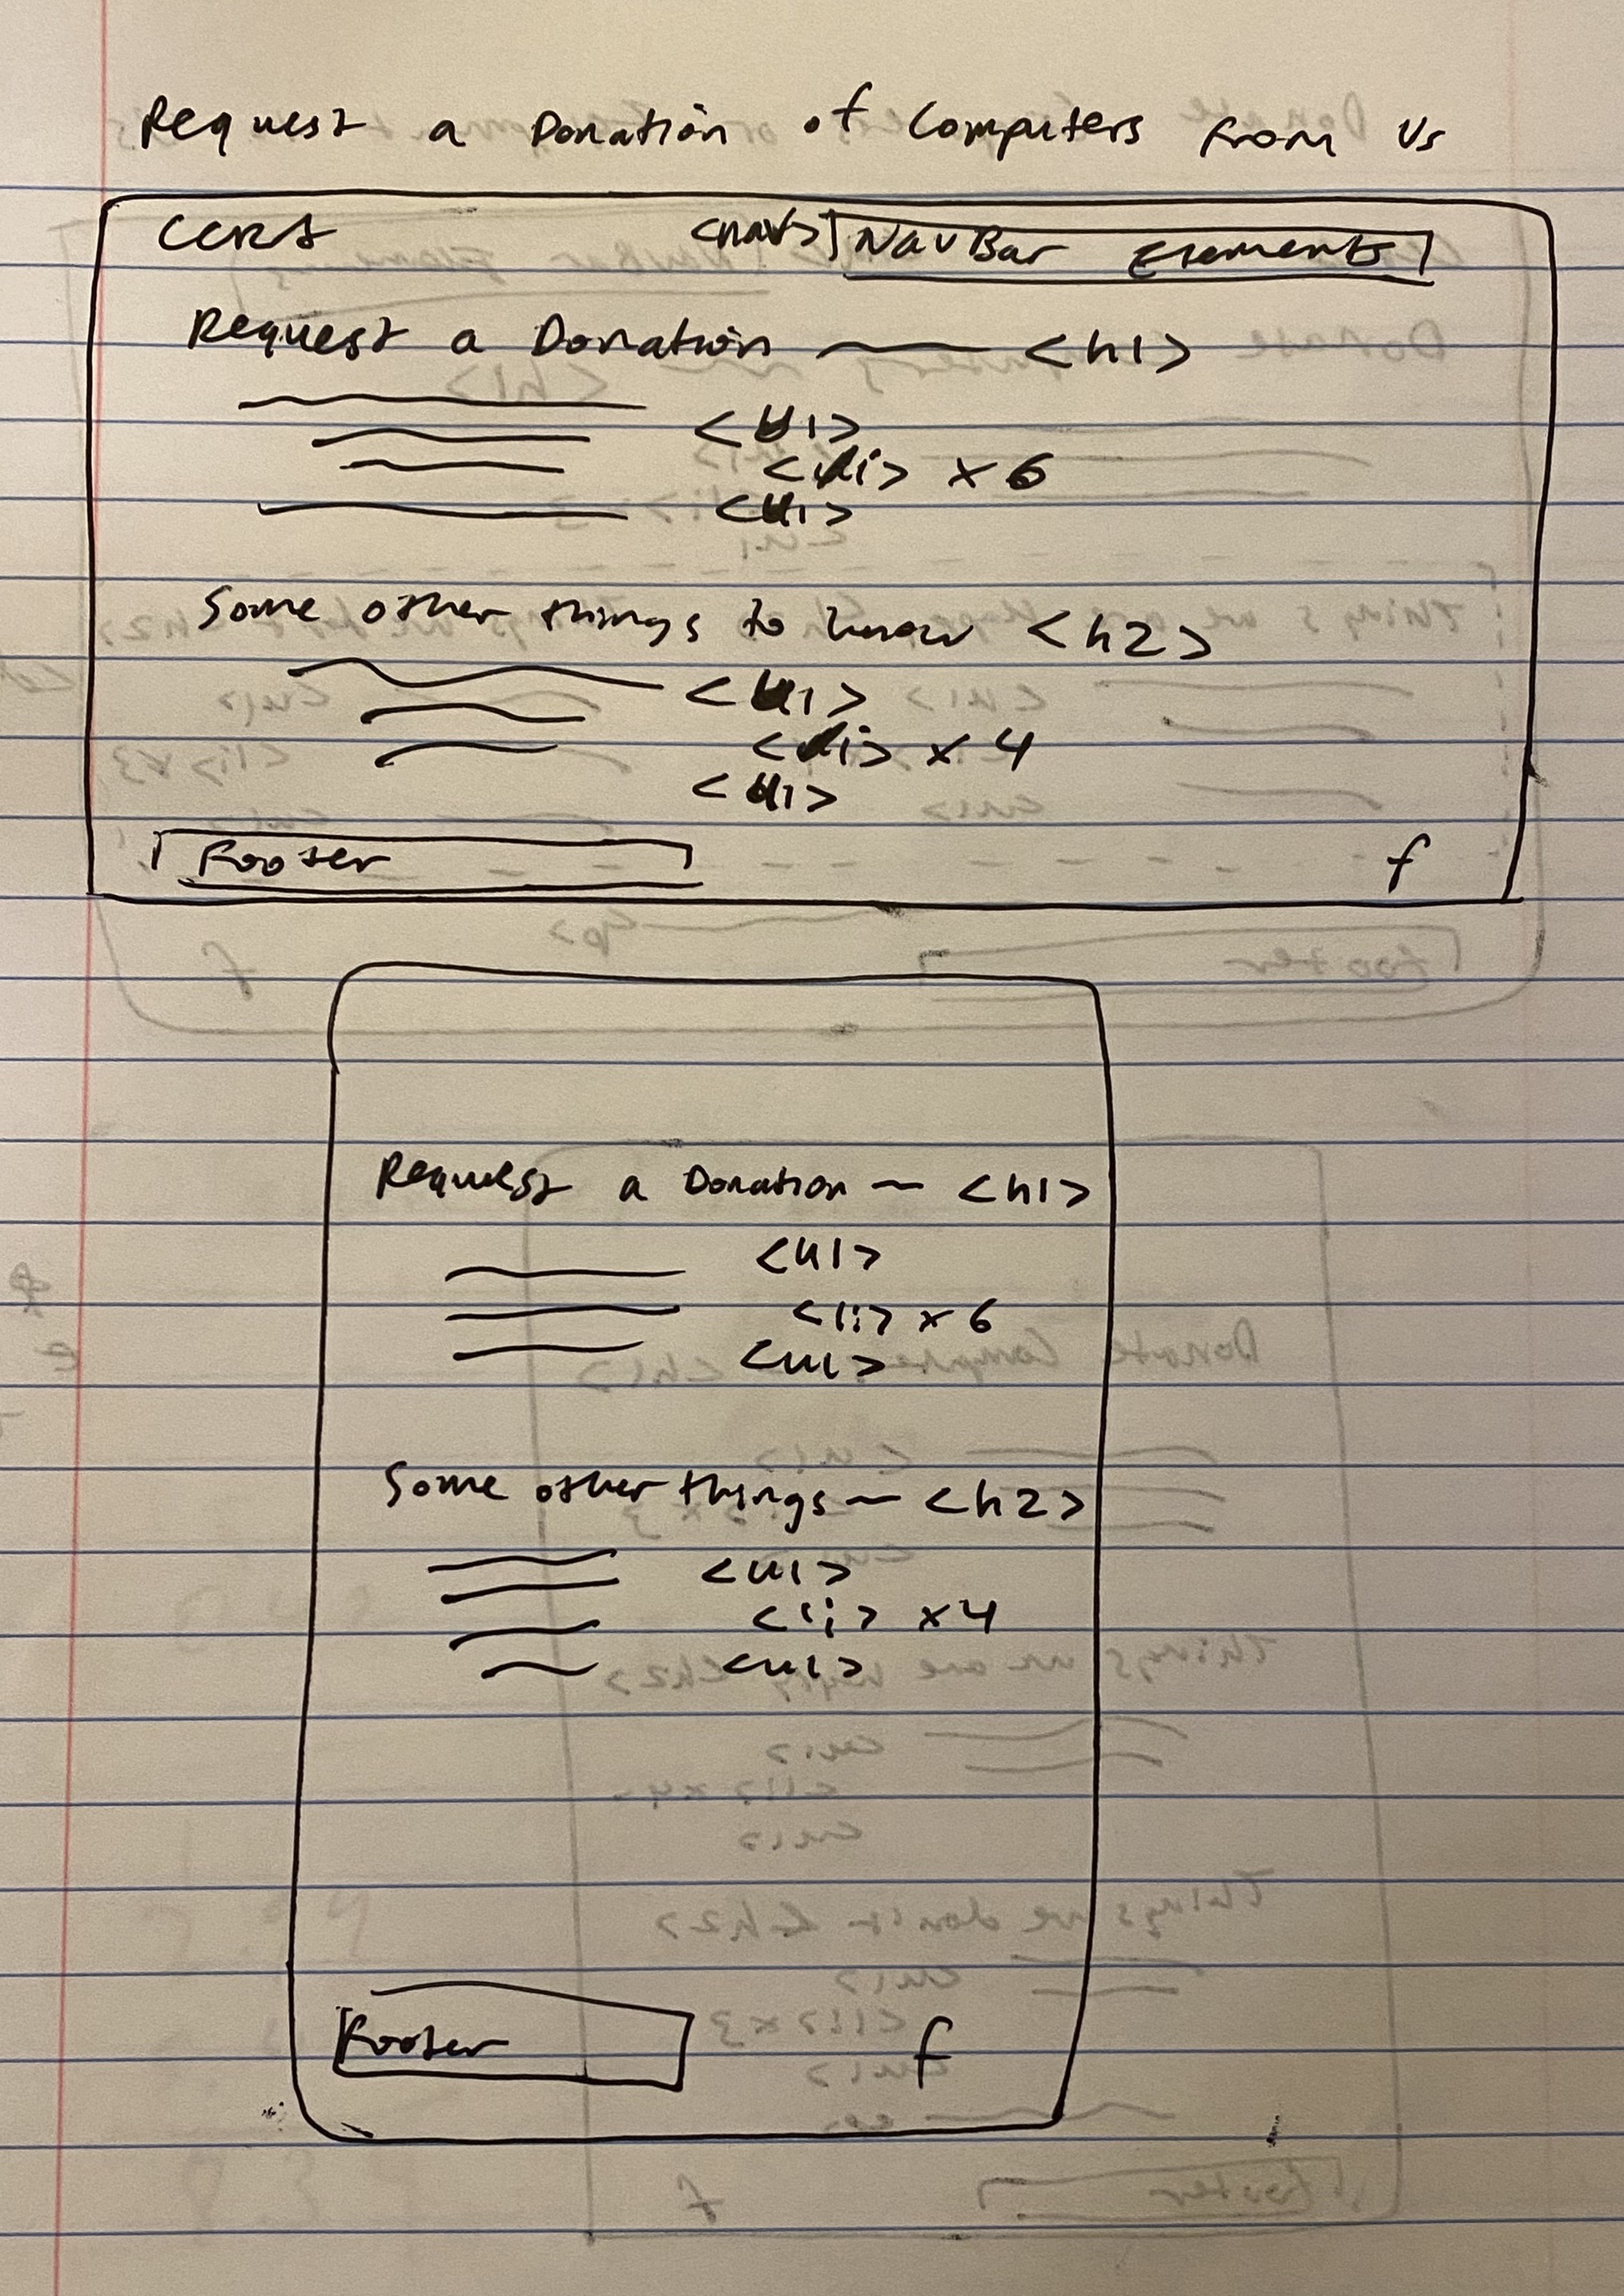 Request a Donation of Computers From Us
CCRS <nav> NavBar Elements
Request a Donation <h1>
<ul>
<li> x 6
<ul>
Some other things to know <h2>
<ul>
<li> x 4
<ul>
Footer f
Request a Donation — <h1>
<ul>
<li> x 6
<ul>
Some other things — <h2>
<ul>
<li> x 4
<ul>
Footer f